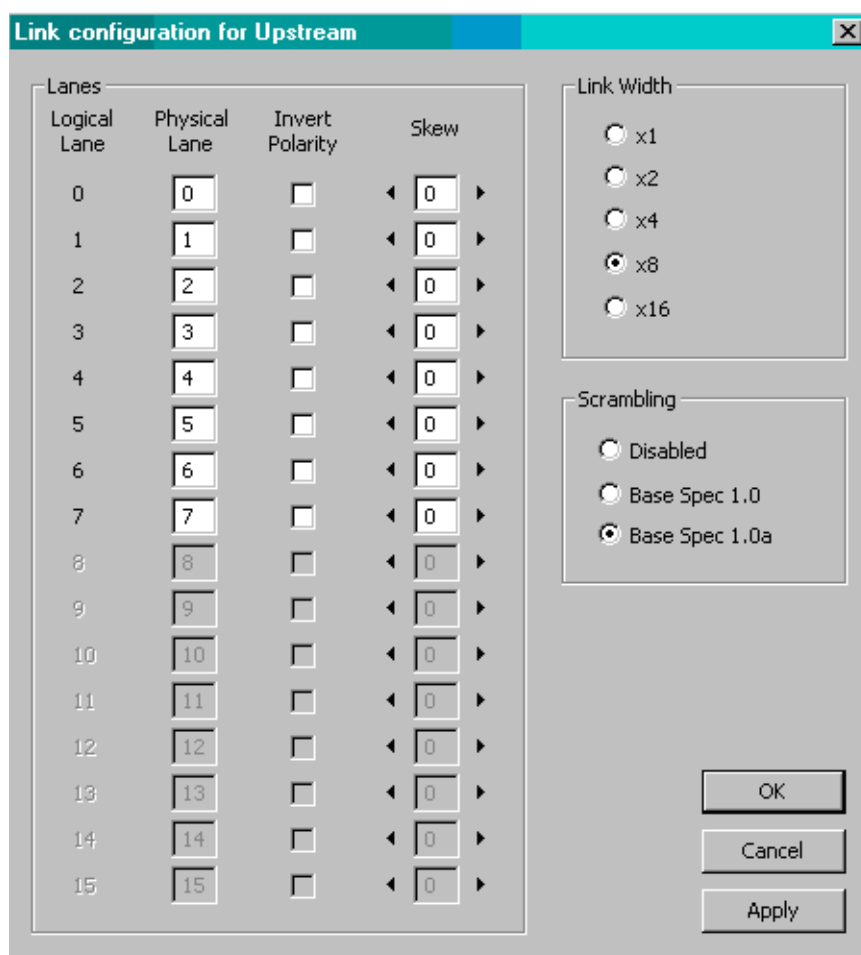 Link configuration for Upstream
Lanes
Logical Lane Physical Lane Invert Polarity Skew
0 0 0
1 1 0
2 2 0
3 3 0
4 4 0
5 5 0
6 6 0
7 7 0
8 8 0
9 9 0
10 10 0
11 11 0
12 12 0
13 13 0
14 14 0
15 15 0
Link Width
x1
x2
x4
x8
x16
Scrambling
Disabled
Base Spec 1.0
Base Spec 1.0a
OK
Cancel
Apply